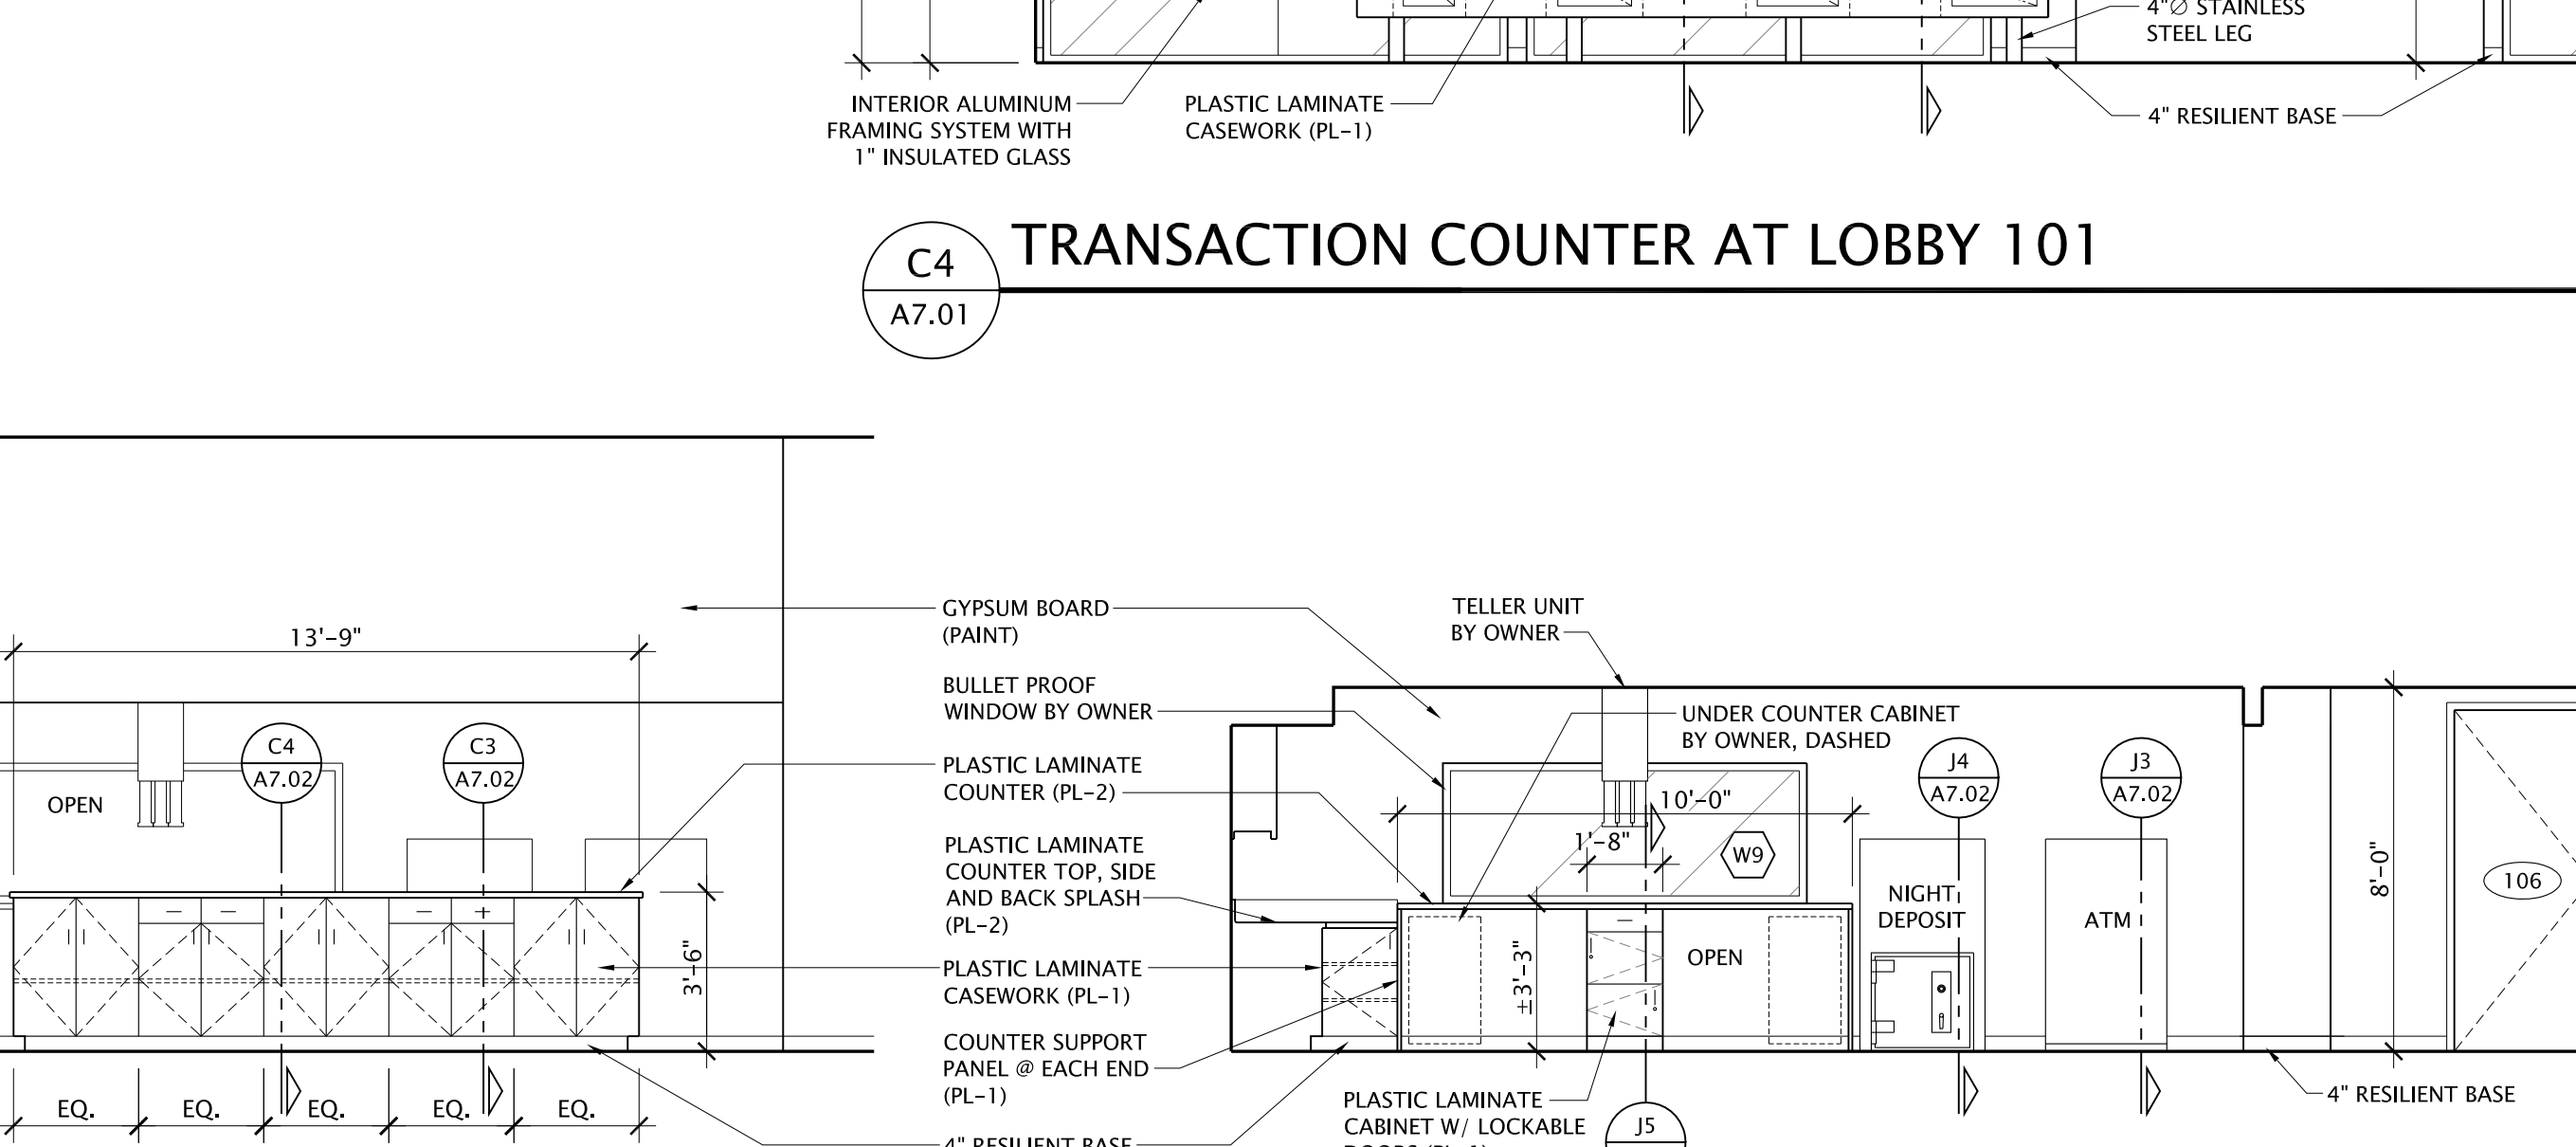 4"∅ STAINLESS
STEEL LEG
INTERIOR ALUMINUM
FRAMING SYSTEM WITH
1" INSULATED GLASS
PLASTIC LAMINATE
CASEWORK (PL-1)
4" RESILIENT BASE
C4
A7.01
TRANSACTION COUNTER AT LOBBY 101
13'-9"
OPEN
C4
A7.02
C3
A7.02
3'-6"
EQ.
EQ.
EQ.
EQ.
EQ.
GYPSUM BOARD
(PAINT)
BULLET PROOF
WINDOW BY OWNER
PLASTIC LAMINATE
COUNTER (PL-2)
PLASTIC LAMINATE
COUNTER TOP, SIDE
AND BACK SPLASH
(PL-2)
PLASTIC LAMINATE
CASEWORK (PL-1)
COUNTER SUPPORT
PANEL @ EACH END
(PL-1)
4" RESILIENT BASE
TELLER UNIT
BY OWNER
UNDER COUNTER CABINET
BY OWNER, DASHED
10'-0"
1'-8"
W9
±3'-3"
OPEN
J4
A7.02
J3
A7.02
NIGHT
DEPOSIT
ATM
8'-0"
106
4" RESILIENT BASE
PLASTIC LAMINATE
CABINET W/ LOCKABLE
DOORS (PL-1)
J5